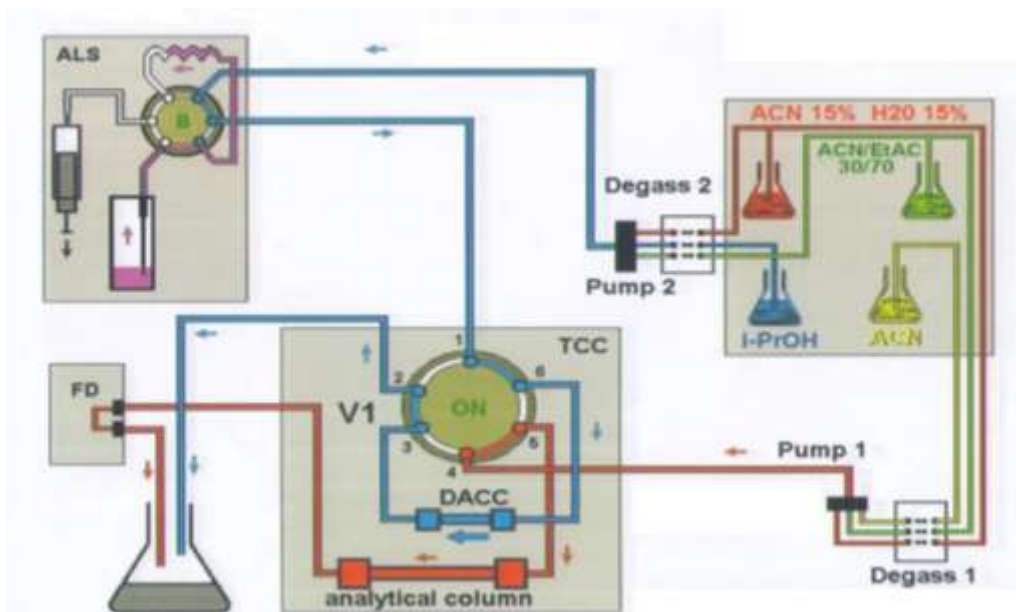 ALS
B
ACN 15% H20 15%
ACN/EtAC
30/70
Degass 2
Pump 2
i-PrOH
ACN
TCC
1
2
6
V1
ON
3
5
4
FD
Pump 1
DACC
Degass 1
analytical column